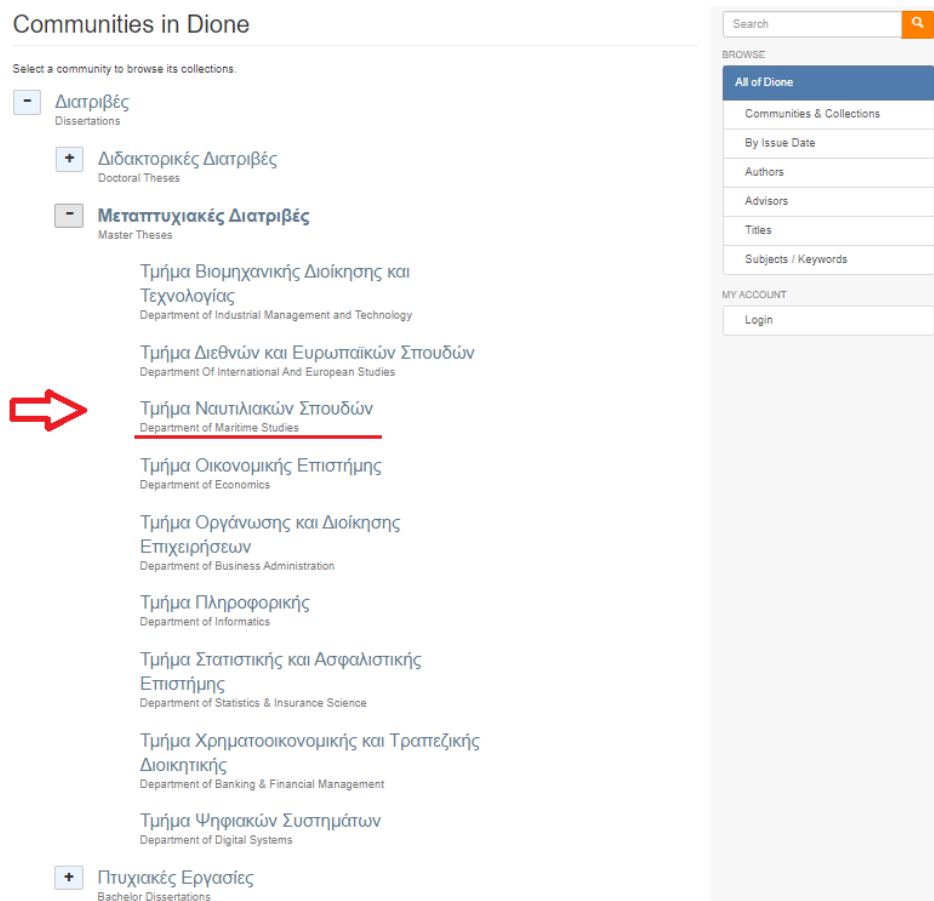 Communities in Dione
Select a community to browse its collections.
- Διατριβές
Dissertations
+ Διδακτορικές Διατριβές
Doctoral Theses
- Μεταπτυχιακές Διατριβές
Master Theses
Τμήμα Βιομηχανικής Διοίκησης και
Τεχνολογίας
Department of Industrial Management and Technology
Τμήμα Διεθνών και Ευρωπαϊκών Σπουδών
Department Of International And European Studies
Τμήμα Ναυτιλιακών Σπουδών
Department of Maritime Studies
Τμήμα Οικονομικής Επιστήμης
Department of Economics
Τμήμα Οργάνωσης και Διοίκησης
Επιχειρήσεων
Department of Business Administration
Τμήμα Πληροφορικής
Department of Informatics
Τμήμα Στατιστικής και Ασφαλιστικής
Επιστήμης
Department of Statistics & Insurance Science
Τμήμα Χρηματοοικονομικής και Τραπεζικής
Διοικητικής
Department of Banking & Financial Management
Τμήμα Ψηφιακών Συστημάτων
Department of Digital Systems
+ Πτυχιακές Εργασίες
Bachelor Dissertations
Search
BROWSE
All of Dione
Communities & Collections
By Issue Date
Authors
Advisors
Titles
Subjects / Keywords
MY ACCOUNT
Login